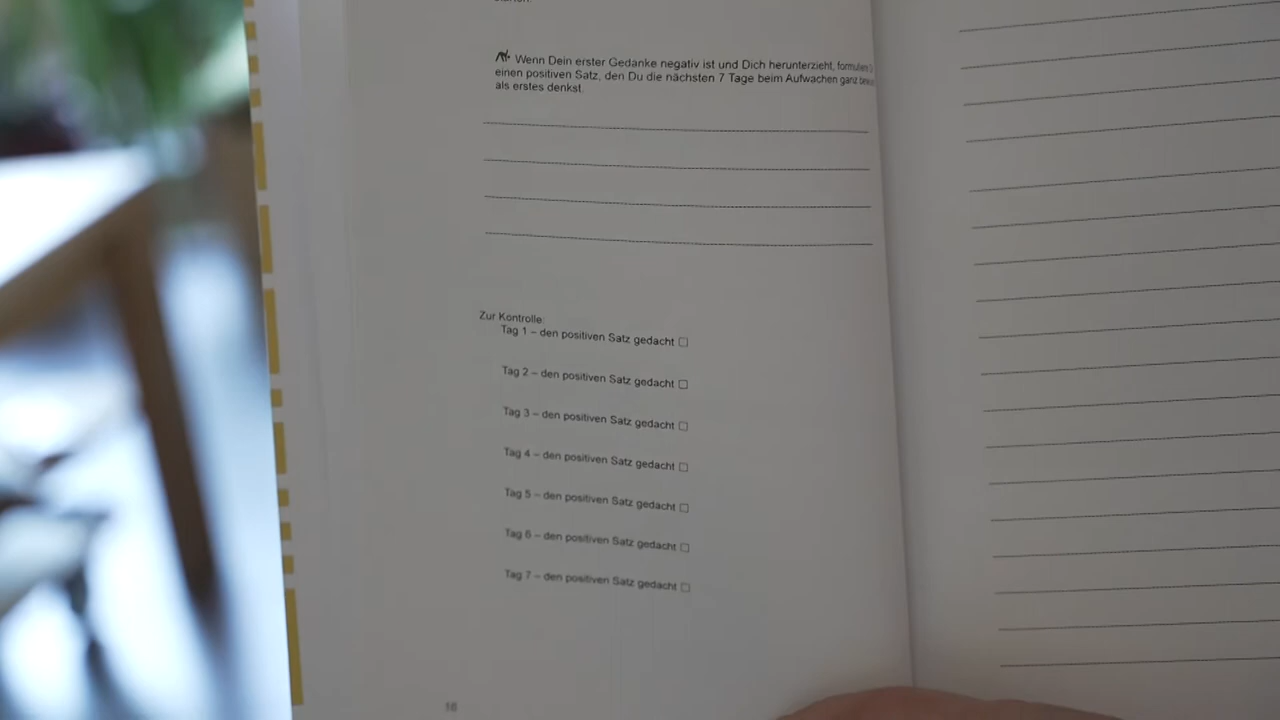 Wenn Dein erster Gedanke negativ ist und Dich herunterzieht,
einen positiven Satz, den Du die nächsten 7 Tage beim Aufwachen ganz
als erstes denkst.
Zur Kontrolle:
Tag 1 – den positiven Satz gedacht ☐
Tag 2 – den positiven Satz gedacht ☐
Tag 3 – den positiven Satz gedacht ☐
Tag 4 – den positiven Satz gedacht ☐
Tag 5 – den positiven Satz gedacht ☐
Tag 6 – den positiven Satz gedacht ☐
Tag 7 – den positiven Satz gedacht ☐
16